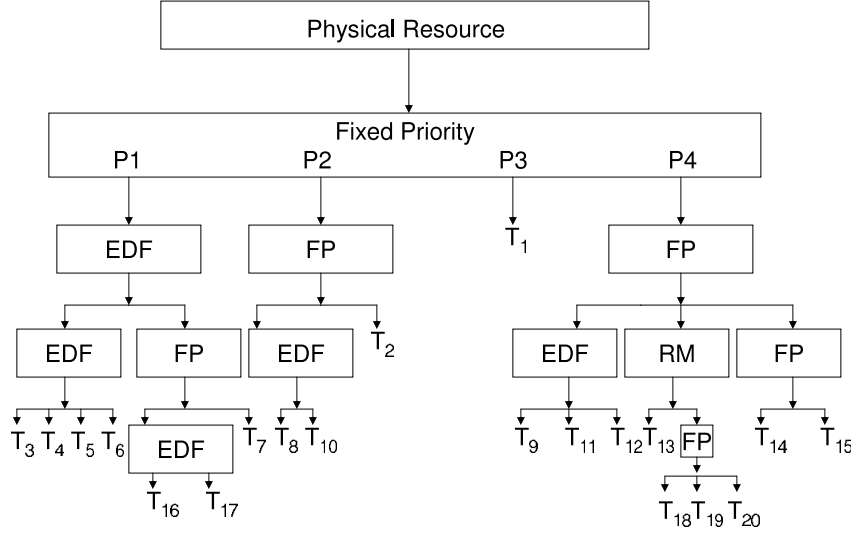 Physical Resource
Fixed Priority
P1 P2 P3 P4
T1
EDF FP FP
T2
EDF FP EDF EDF RM FP
T3 T4 T5 T6 T7 T8 T10 T9 T11 T12 T13 T14 T15
EDF FP
T16 T17 T18 T19 T20